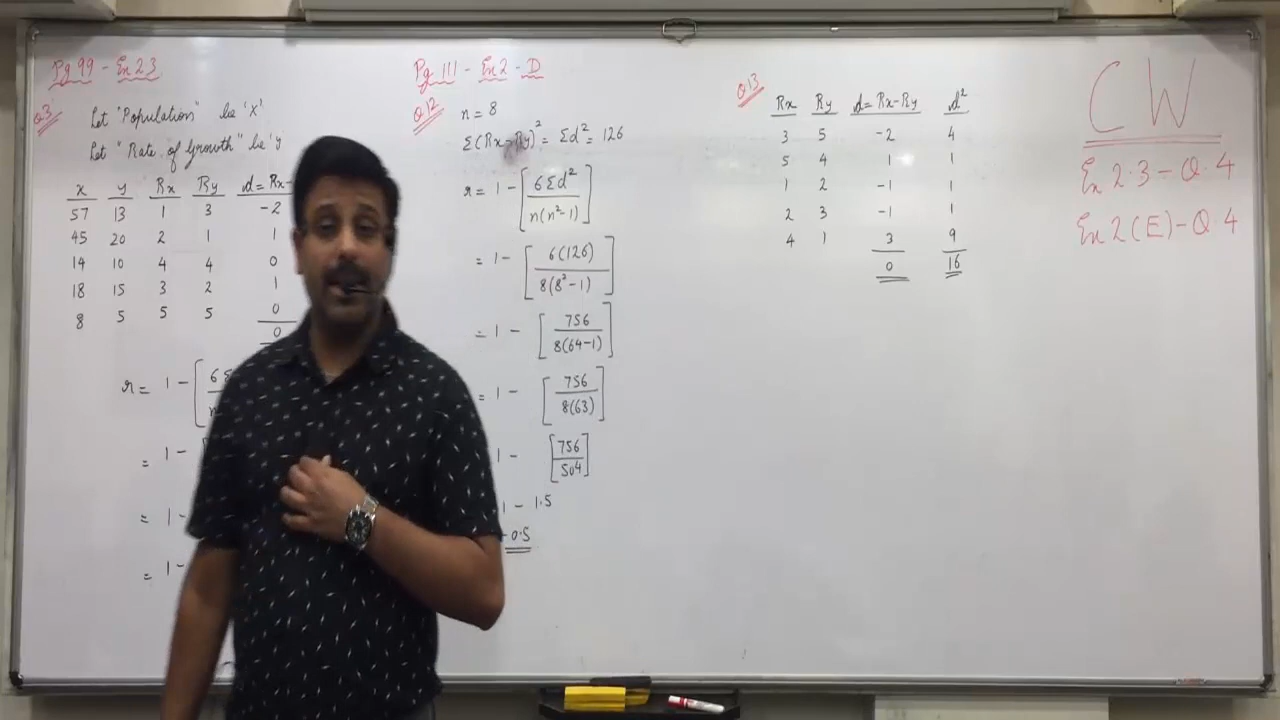 Pg 99 - Ex 2.3
Q3
Let "Population" be 'X'
Let "Rate of Growth" be 'y
x y Rx Ry d = Rx-
57 13 1 3 -2
45 20 2 1 1
14 10 4 4 0
18 15 3 2 1
8 5 5 5 0
0
r = 1 - [6Σ
= 1 -
= 1 -
= 1 -
Pg 111 - Ex 2 - D
Q12
n = 8
Σ(Rx-Ry)² = Σd² = 126
r = 1 - [6Σd² / n(n²-1)]
= 1 - [6(126) / 8(8²-1)]
= 1 - [756 / 8(64-1)]
= 1 - [756 / 8(63)]
1 - [756 / 504]
1 - 1.5
-0.5
Q13
Rx Ry d = Rx-Ry d²
3 5 -2 4
5 4 1 1
1 2 -1 1
2 3 -1 1
4 1 3 9
0 16
CW
Ex 2.3 - Q.4
Ex 2(E) - Q 4